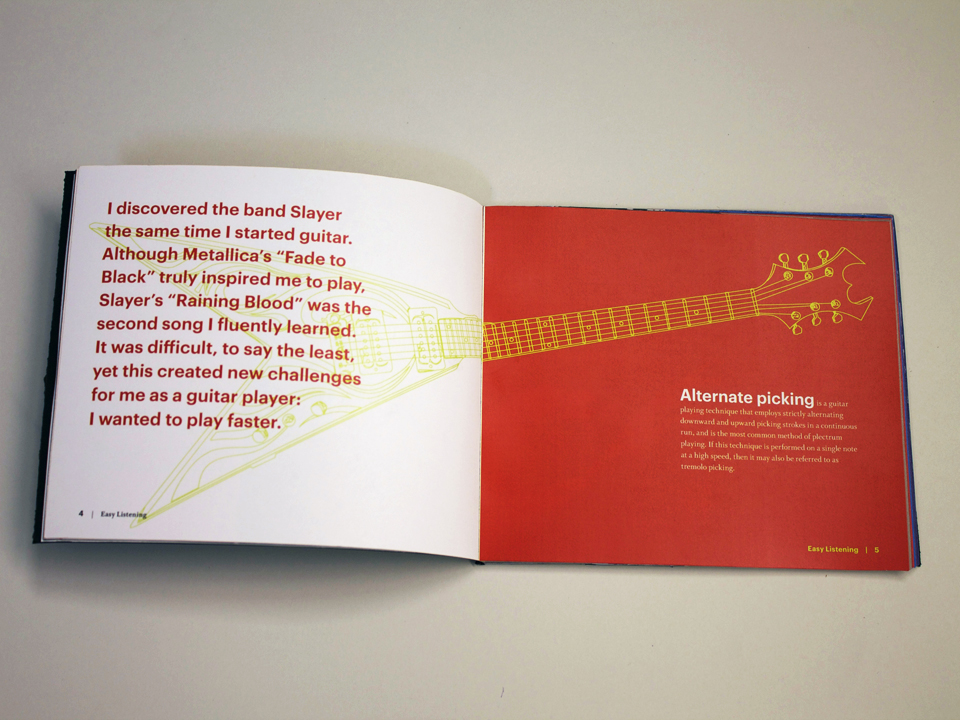 I discovered the band Slayer
the same time I started guitar.
Although Metallica's “Fade to
Black” truly inspired me to play,
Slayer's “Raining Blood” was the
second song I fluently learned.
It was difficult, to say the least,
yet this created new challenges
for me as a guitar player:
I wanted to play faster.
4 | Easy Listening
Alternate picking is a guitar
playing technique that employs strictly alternating
downward and upward picking strokes in a continuous
run, and is the most common method of plectrum
playing. If this technique is performed on a single note
at a high speed, then it may also be referred to as
tremolo picking.
Easy Listening | 5